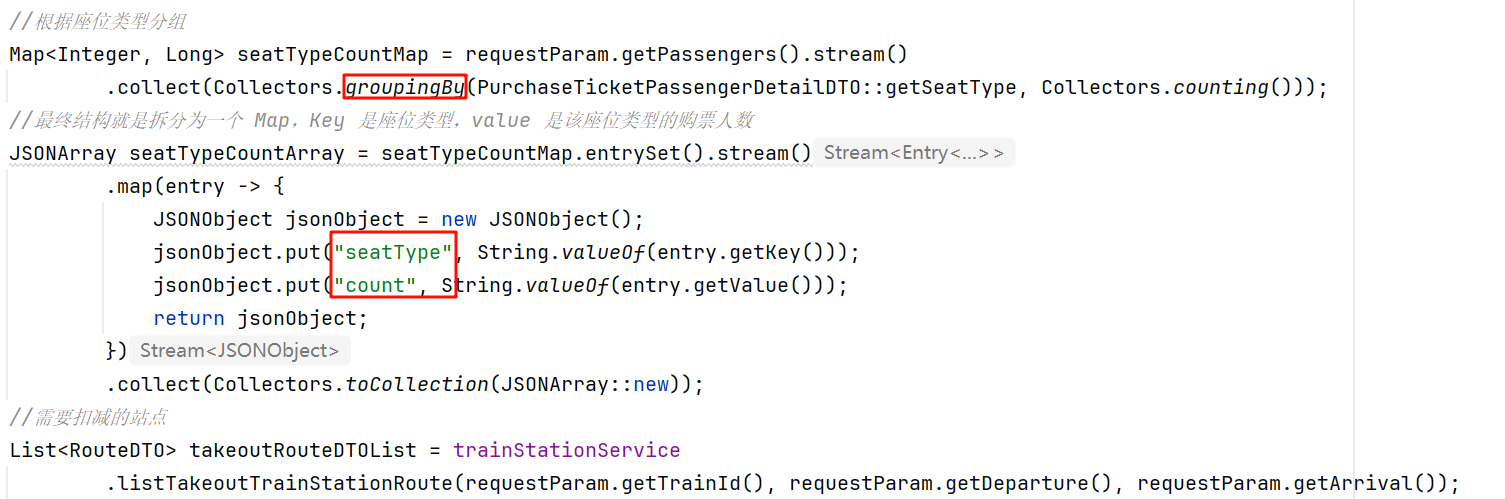 //根据座位类型分组
Map<Integer, Long> seatTypeCountMap = requestParam.getPassengers().stream()
.collect(Collectors.groupingBy(PurchaseTicketPassengerDetailDTO::getSeatType, Collectors.counting()));
//最终结构就是拆分为一个 Map，Key 是座位类型，value 是该座位类型的购票人数
JSONArray seatTypeCountArray = seatTypeCountMap.entrySet().stream() Stream<Entry<...>>
.map(entry -> {
JSONObject jsonObject = new JSONObject();
jsonObject.put("seatType", String.valueOf(entry.getKey()));
jsonObject.put("count", String.valueOf(entry.getValue()));
return jsonObject;
}) Stream<JSONObject>
.collect(Collectors.toCollection(JSONArray::new));
//需要扣减的站点
List<RouteDTO> takeoutRouteDTOList = trainStationService
.listTakeoutTrainStationRoute(requestParam.getTrainId(), requestParam.getDeparture(), requestParam.getArrival());